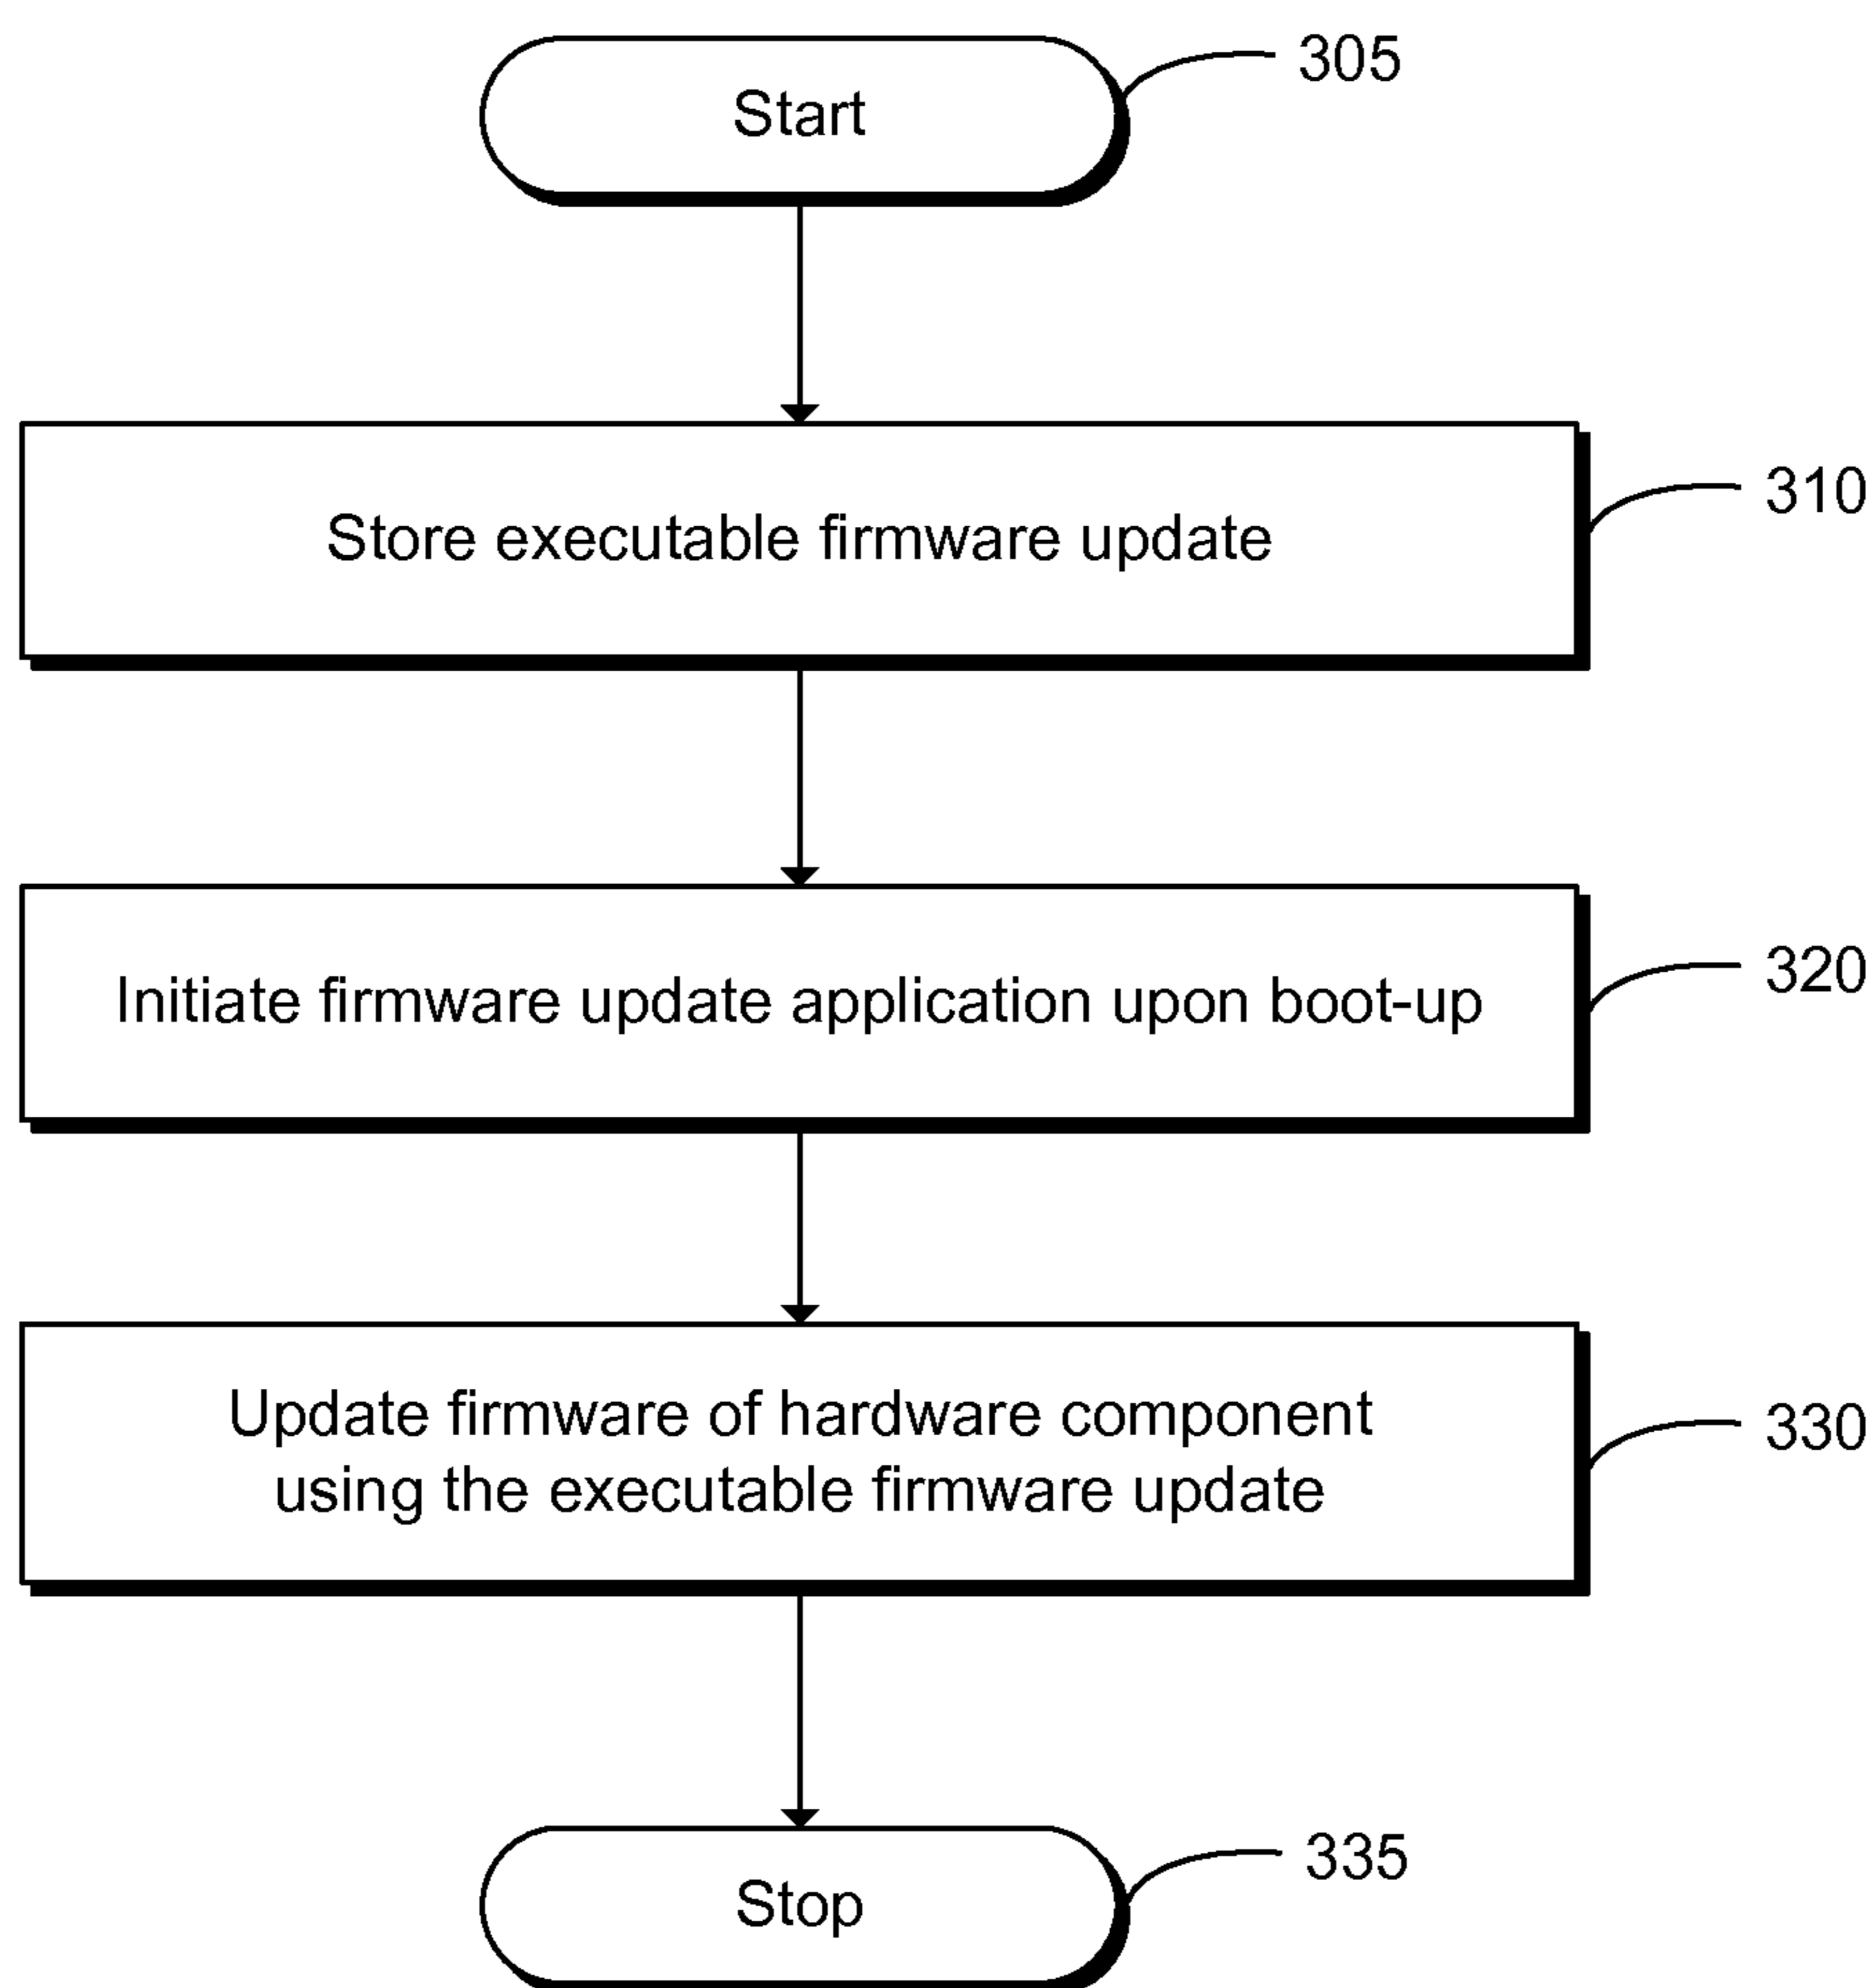 Start
305
Store executable firmware update
310
Initiate firmware update application upon boot-up
320
Update firmware of hardware component
using the executable firmware update
330
Stop
335